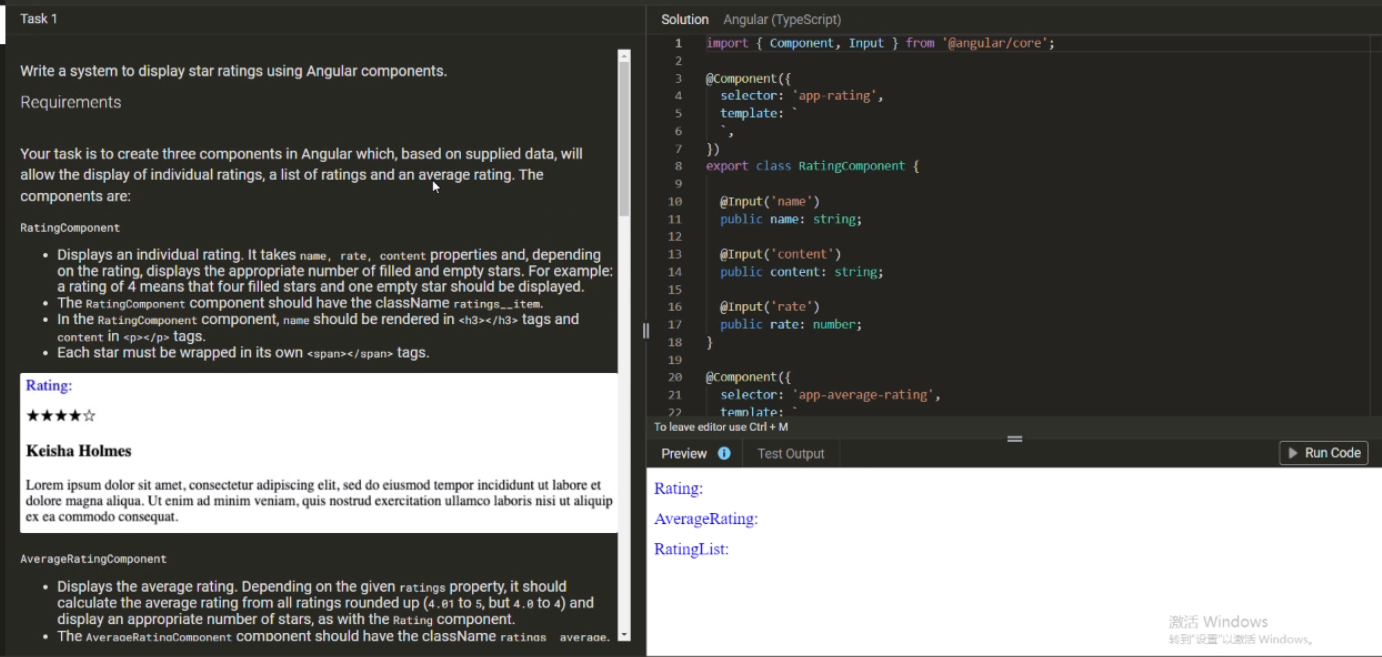 Task 1
Write a system to display star ratings using Angular components.
Requirements
Your task is to create three components in Angular which, based on supplied data, will
allow the display of individual ratings, a list of ratings and an average rating. The
components are:
RatingComponent
• Displays an individual rating. It takes name, rate, content properties and, depending
on the rating, displays the appropriate number of filled and empty stars. For example:
a rating of 4 means that four filled stars and one empty star should be displayed.
• The RatingComponent component should have the className ratings__item.
• In the RatingComponent component, name should be rendered in <h3></h3> tags and
content in <p></p> tags.
• Each star must be wrapped in its own <span></span> tags.
Rating:
★★★★☆
Keisha Holmes
Lorem ipsum dolor sit amet, consectetur adipiscing elit, sed do eiusmod tempor incididunt ut labore et
dolore magna aliqua. Ut enim ad minim veniam, quis nostrud exercitation ullamco laboris nisi ut aliquip
ex ea commodo consequat.
AverageRatingComponent
• Displays the average rating. Depending on the given ratings property, it should
calculate the average rating from all ratings rounded up (4.01 to 5, but 4.0 to 4) and
display an appropriate number of stars, as with the Rating component.
• The AverageRatingComponent component should have the className ratings__average.
Solution Angular (TypeScript)
1 import { Component, Input } from '@angular/core';
2
3 @Component({
4 selector: 'app-rating',
5 template: `
6 `,
7 })
8 export class RatingComponent {
9
10 @Input('name')
11 public name: string;
12
13 @Input('content')
14 public content: string;
15
16 @Input('rate')
17 public rate: number;
18 }
19
20 @Component({
21 selector: 'app-average-rating',
22 template: `
To leave editor use Ctrl + M
Preview i Test Output Run Code
Rating:
AverageRating:
RatingList:
激活 Windows
转到"设置"以激活 Windows。